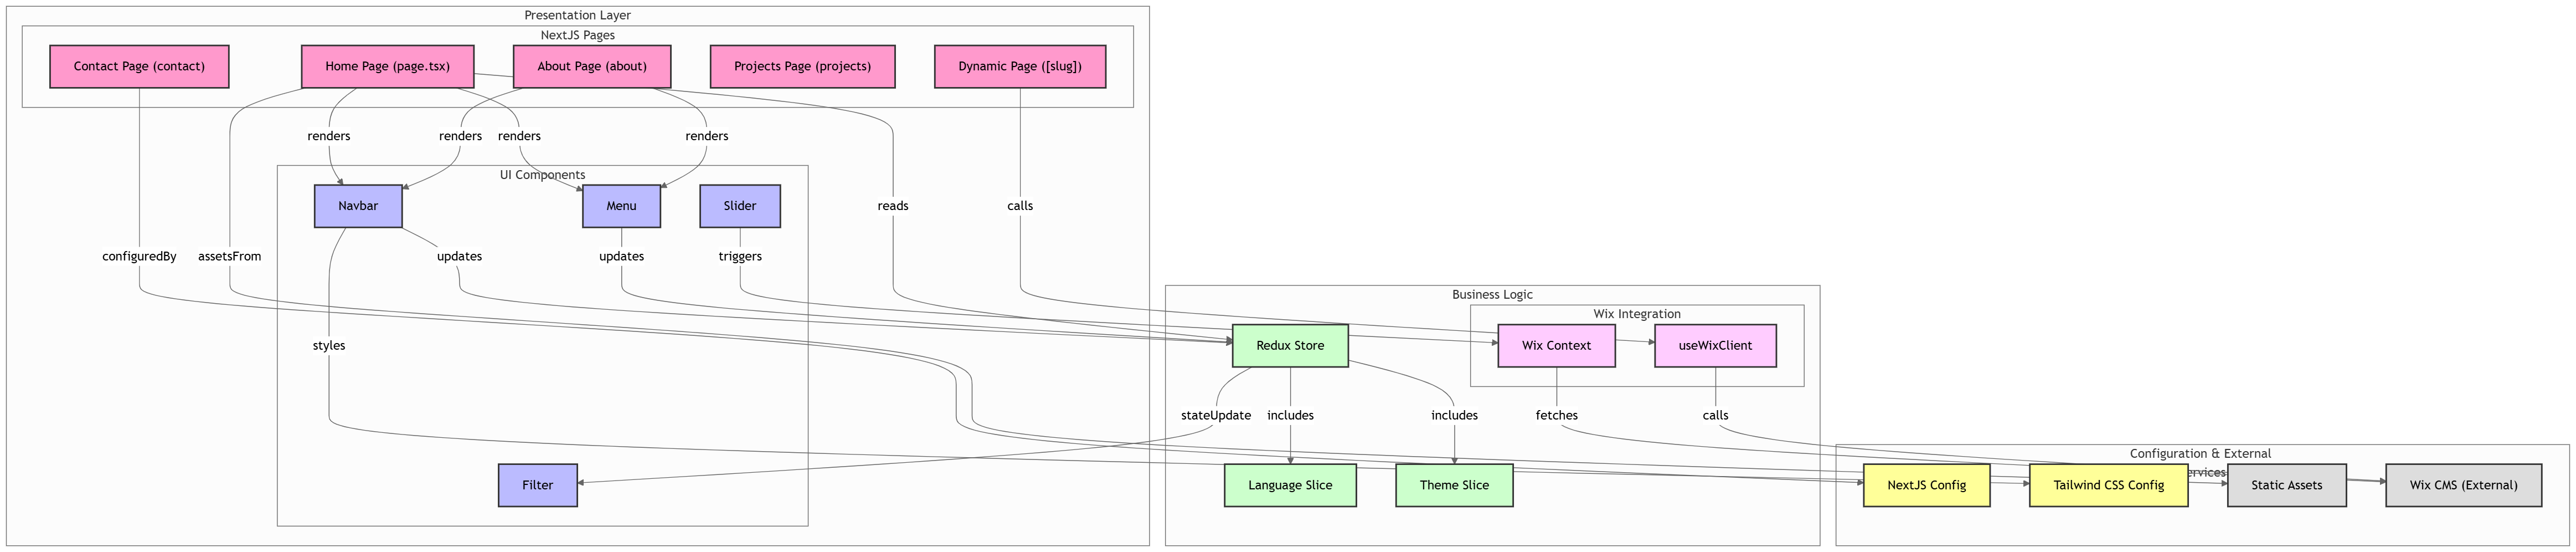 Presentation Layer
NextJS Pages
Contact Page (contact)
Home Page (page.tsx)
About Page (about)
Projects Page (projects)
Dynamic Page ([slug])
renders
renders
renders
renders
UI Components
Navbar
Menu
Slider
reads
calls
configuredBy
assetsFrom
updates
updates
triggers
Business Logic
Wix Integration
styles
Redux Store
Wix Context
useWixClient
stateUpdate
includes
includes
fetches
calls
Configuration & External
ervices
Filter
Language Slice
Theme Slice
NextJS Config
Tailwind CSS Config
Static Assets
Wix CMS (External)